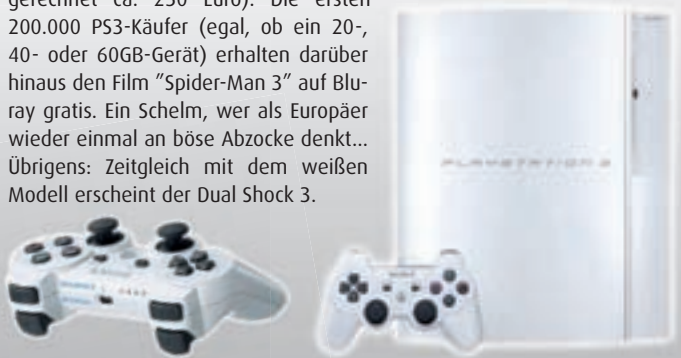 gerechnet ca. 250 Euro). Die ersten
200.000 PS3-Käufer (egal, ob ein 20-,
40- oder 60GB-Gerät) erhalten darüber
hinaus den Film "Spider-Man 3" auf Blu-
ray gratis. Ein Schelm, wer als Europäer
wieder einmal an böse Abzocke denkt...
Übrigens: Zeitgleich mit dem weißen
Modell erscheint der Dual Shock 3.
PLAYSTATION 3